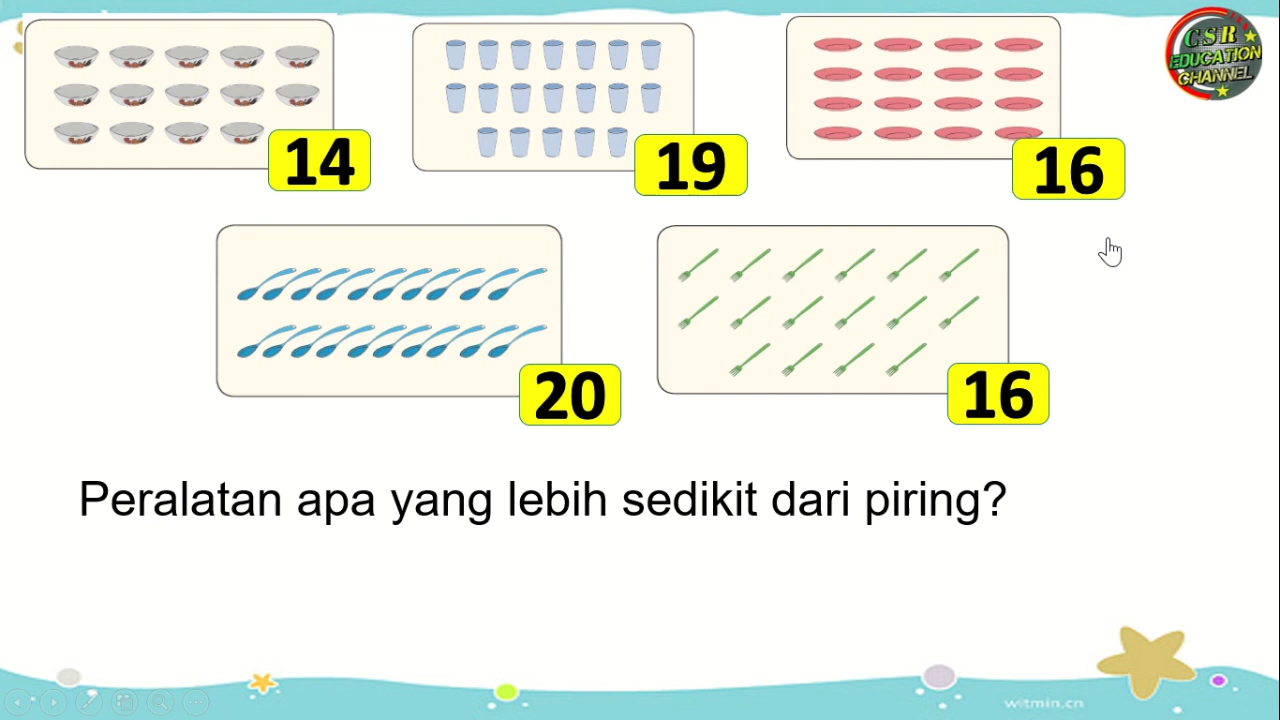 14
19
16
CSR
EDUCATION
CHANNEL
20
16
Peralatan apa yang lebih sedikit dari piring?
witmin.cn